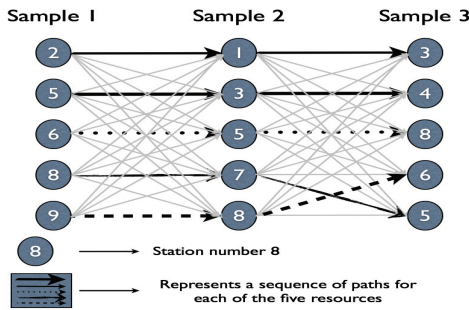 Sample 1 Sample 2 Sample 3
2 1 3
5 3 4
6 5 8
8 7 6
9 8 5
8 Station number 8
Represents a sequence of paths for
each of the five resources